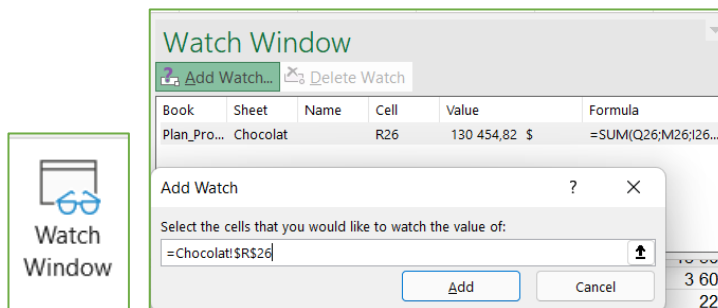 Watch
Window
Watch Window
Add Watch... Delete Watch
Book Sheet Name Cell Value Formula
Plan_Pro... Chocolat R26 130 454,82 $ =SUM(Q26;M26;I26...
Add Watch ?
Select the cells that you would like to watch the value of:
=Chocolat!$R$26
Add Cancel
3 60
22